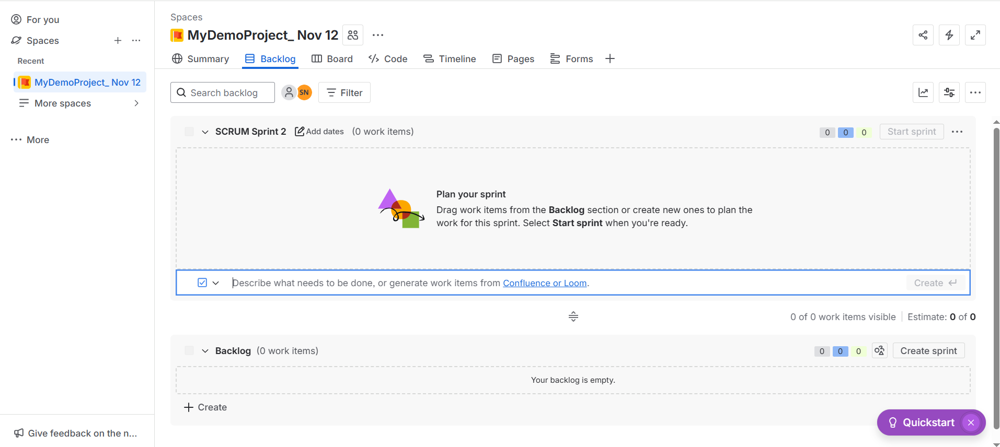 For you
Spaces
Recent
MyDemoProject_ Nov 12
More spaces
More
Give feedback on the n...
Spaces
MyDemoProject_ Nov 12
Summary
Backlog
Board
Code
Timeline
Pages
Forms
Search backlog
SN
Filter
SCRUM Sprint 2 Add dates (0 work items)
0 0 0 Start sprint
Plan your sprint
Drag work items from the Backlog section or create new ones to plan the
work for this sprint. Select Start sprint when you're ready.
Describe what needs to be done, or generate work items from Confluence or Loom.
Create
0 of 0 work items visible
Estimate: 0 of 0
Backlog (0 work items)
0 0 0 Create sprint
Your backlog is empty.
Create
Quickstart